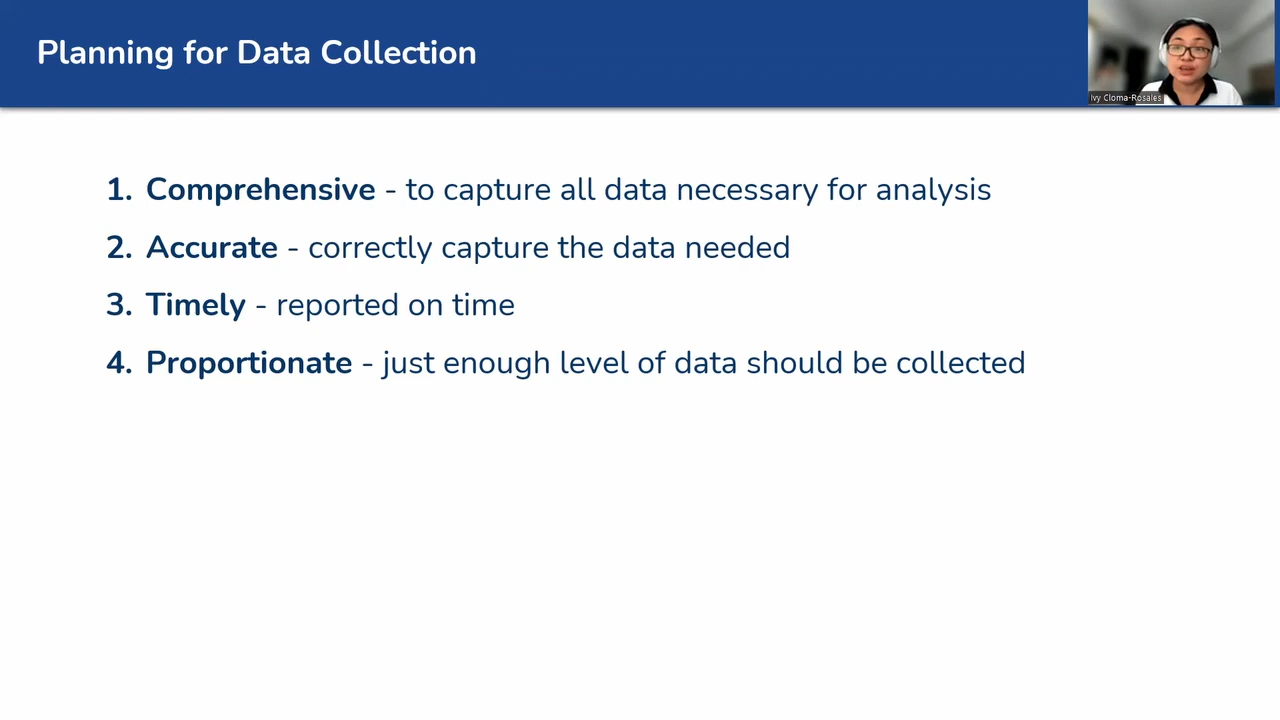 Planning for Data Collection
Ivy Cloma-Rosales
1. Comprehensive - to capture all data necessary for analysis
2. Accurate - correctly capture the data needed
3. Timely - reported on time
4. Proportionate - just enough level of data should be collected